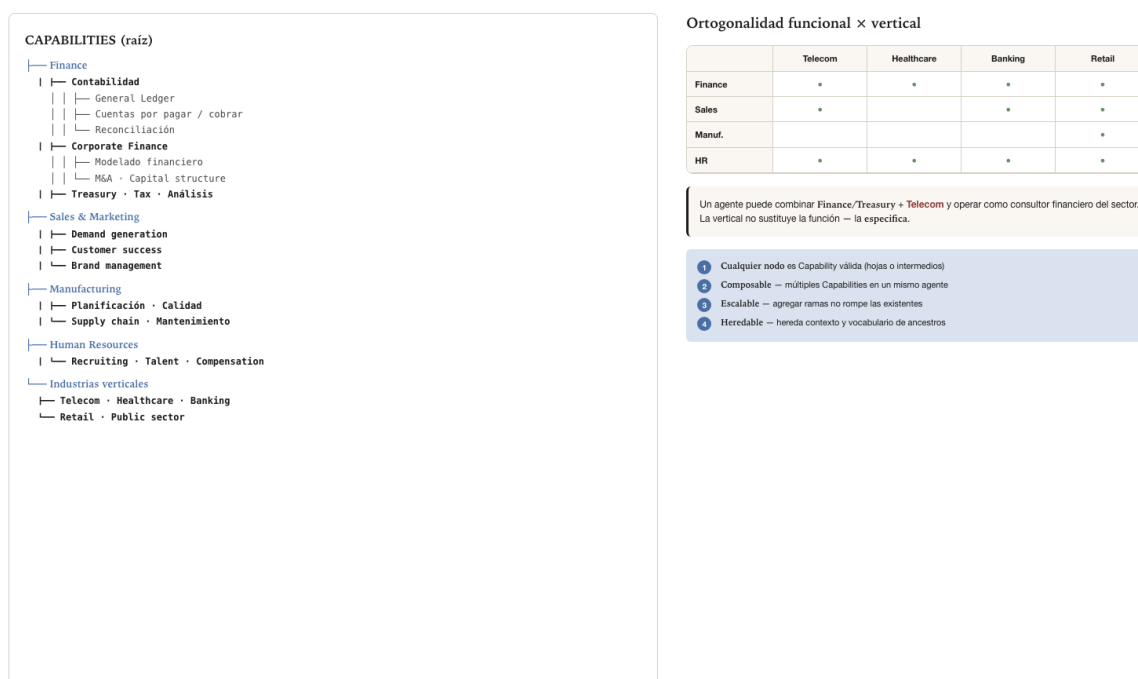 CAPABILITIES (raíz)
├── Finance
│ ├── Contabilidad
│ │ ├── General Ledger
│ │ ├── Cuentas por pagar / cobrar
│ │ └── Reconciliación
│ ├── Corporate Finance
│ │ ├── Modelado financiero
│ │ └── M&A · Capital structure
│ ├── Treasury · Tax · Análisis
├── Sales & Marketing
│ ├── Demand generation
│ ├── Customer success
│ └── Brand management
├── Manufacturing
│ ├── Planificación · Calidad
│ └── Supply chain · Mantenimiento
├── Human Resources
│ └── Recruiting · Talent · Compensation
└── Industrias verticales
├── Telecom · Healthcare · Banking
└── Retail · Public sector
Ortogonalidad funcional × vertical
Telecom Healthcare Banking Retail
Finance • • • •
Sales • • •
Manuf. •
HR • • • •
Un agente puede combinar Finance/Treasury + Telecom y operar como consultor financiero del sector.
La vertical no sustituye la función — la especifica.
1 Cualquier nodo es Capability válida (hojas o intermedios)
2 Composable — múltiples Capabilities en un mismo agente
3 Escalable — agregar ramas no rompe las existentes
4 Heredable — hereda contexto y vocabulario de ancestros